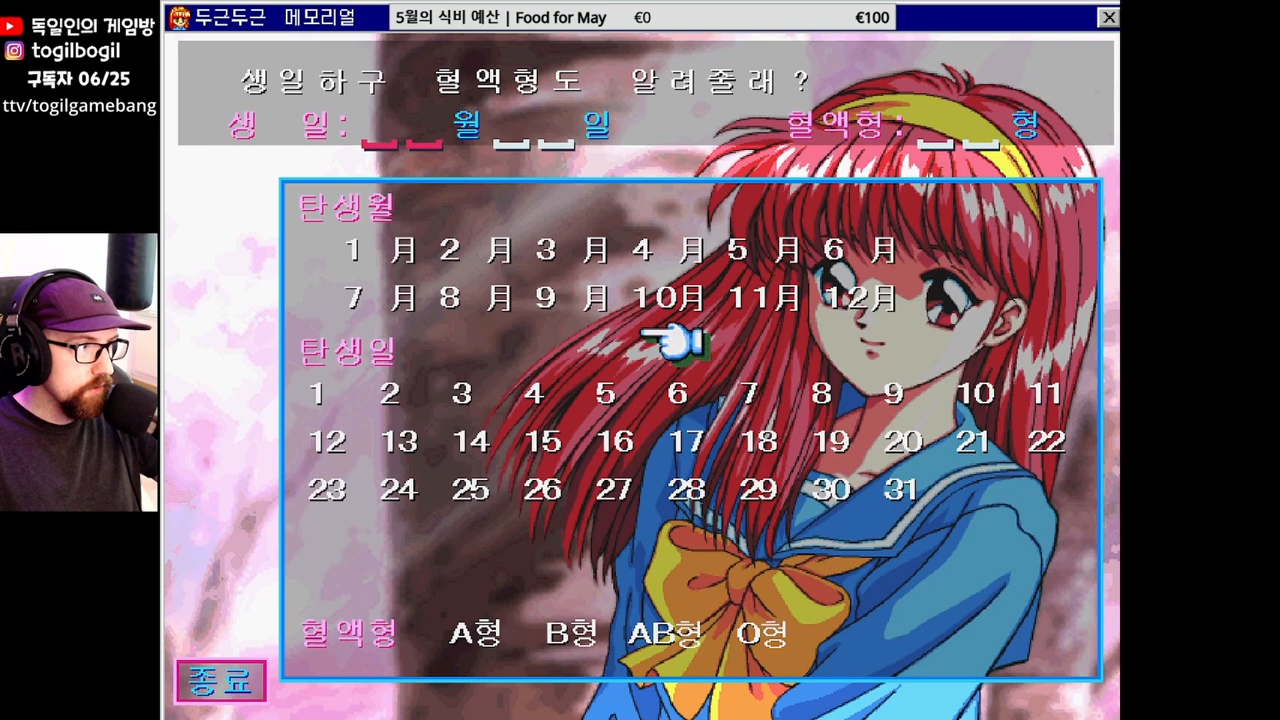 독일인의 게임방
togilbogil
구독자 06/25
ttv/togilgamebang
두근두근 메모리얼
5월의 식비 예산 | Food for May €0 €100
생일하구 혈액형도 알려줄래?
생 일: 월 일 혈액형: 형
탄생월
1 月 2 月 3 月 4 月 5 月 6 月
7 月 8 月 9 月 10月 11月 12月
탄생일
1 2 3 4 5 6 7 8 9 10 11
12 13 14 15 16 17 18 19 20 21 22
23 24 25 26 27 28 29 30 31
혈액형 A형 B형 AB형 O형
종료